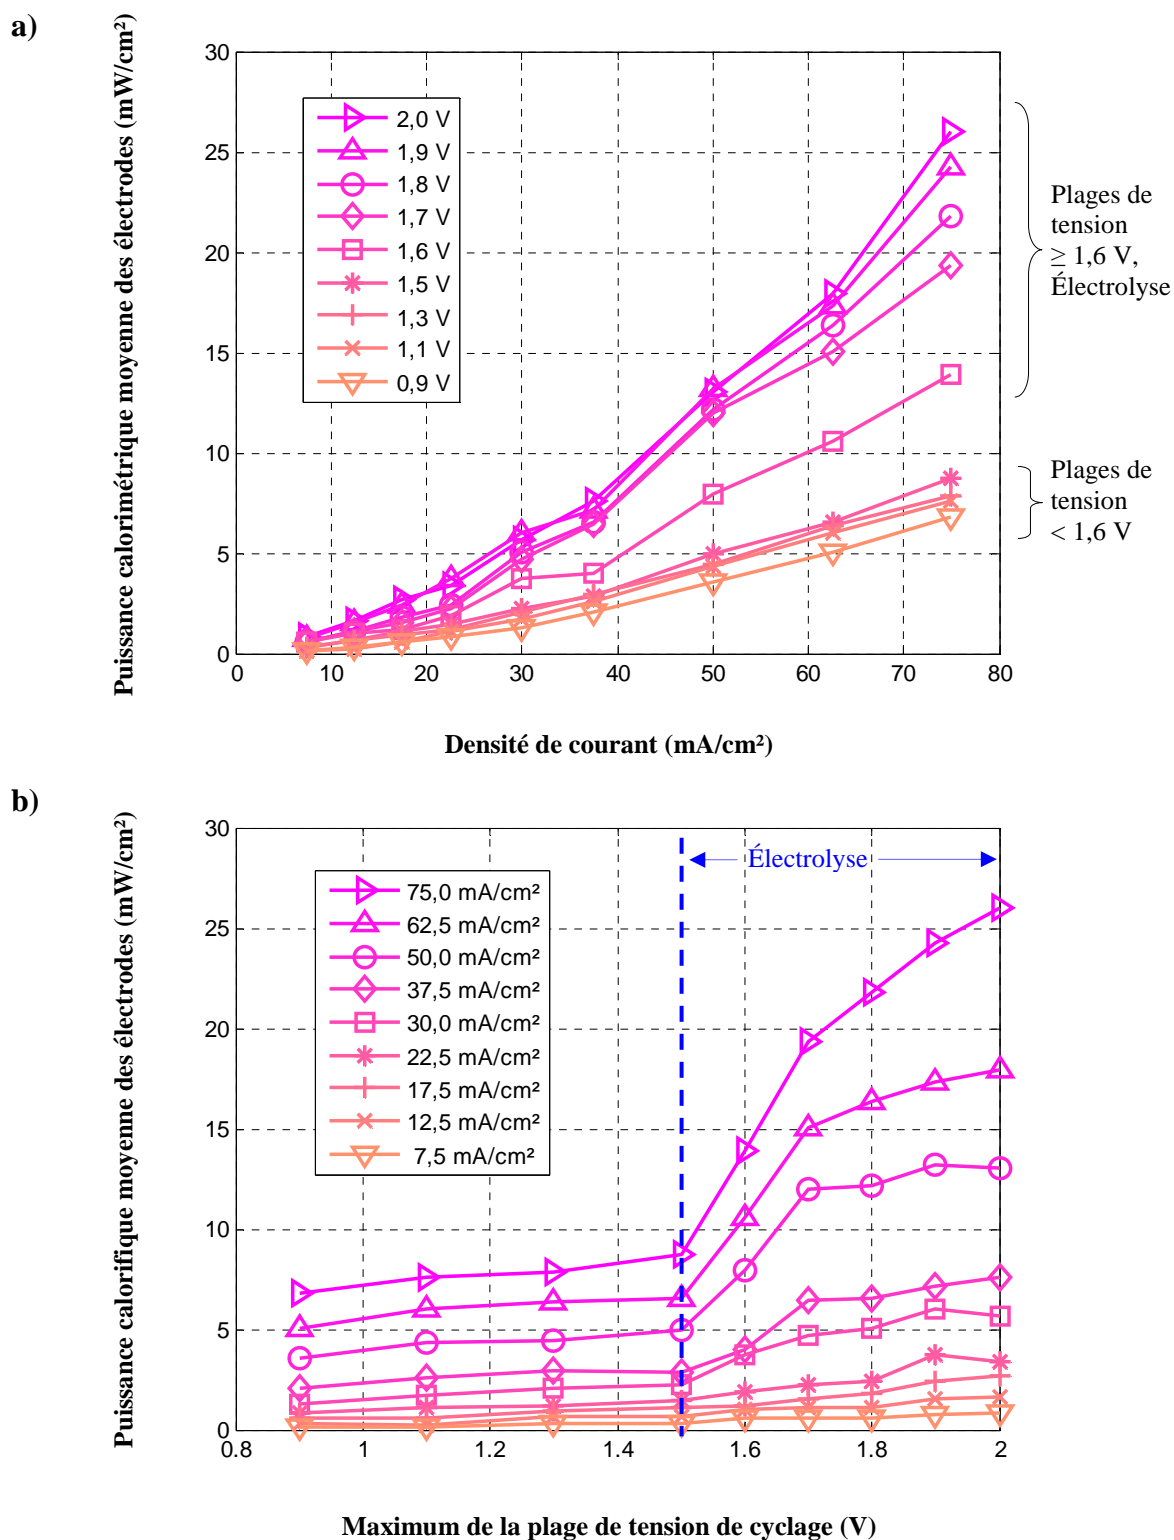 a)
Puissance calorimétrique moyenne des électrodes (mW/cm²)
30
25
20
15
10
5
0
2,0 V
1,9 V
1,8 V
1,7 V
1,6 V
1,5 V
1,3 V
1,1 V
0,9 V
Plages de
tension
≥ 1,6 V,
Électrolyse
Plages de
tension
< 1,6 V
0 10 20 30 40 50 60 70 80
Densité de courant (mA/cm²)
b)
Puissance calorifique moyenne des électrodes (mW/cm²)
30
25
20
15
10
5
0
Électrolyse
75,0 mA/cm²
62,5 mA/cm²
50,0 mA/cm²
37,5 mA/cm²
30,0 mA/cm²
22,5 mA/cm²
17,5 mA/cm²
12,5 mA/cm²
7,5 mA/cm²
0.8 1 1.2 1.4 1.6 1.8 2
Maximum de la plage de tension de cyclage (V)